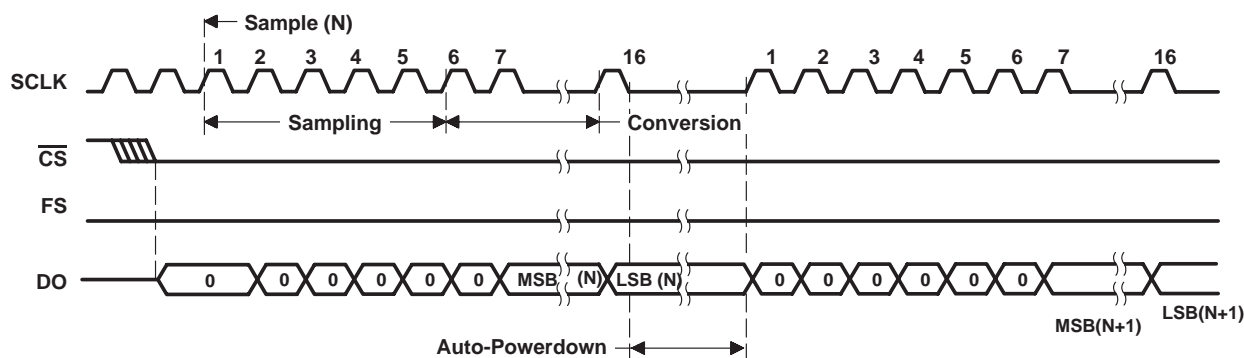 Sample (N)
1 2 3 4 5 6 7 16 1 2 3 4 5 6 7 16
SCLK
Sampling Conversion
CS
FS
DO 0 0 0 0 0 0 MSB (N) LSB (N) 0 0 0 0 0 0 MSB(N+1) LSB(N+1)
Auto-Powerdown